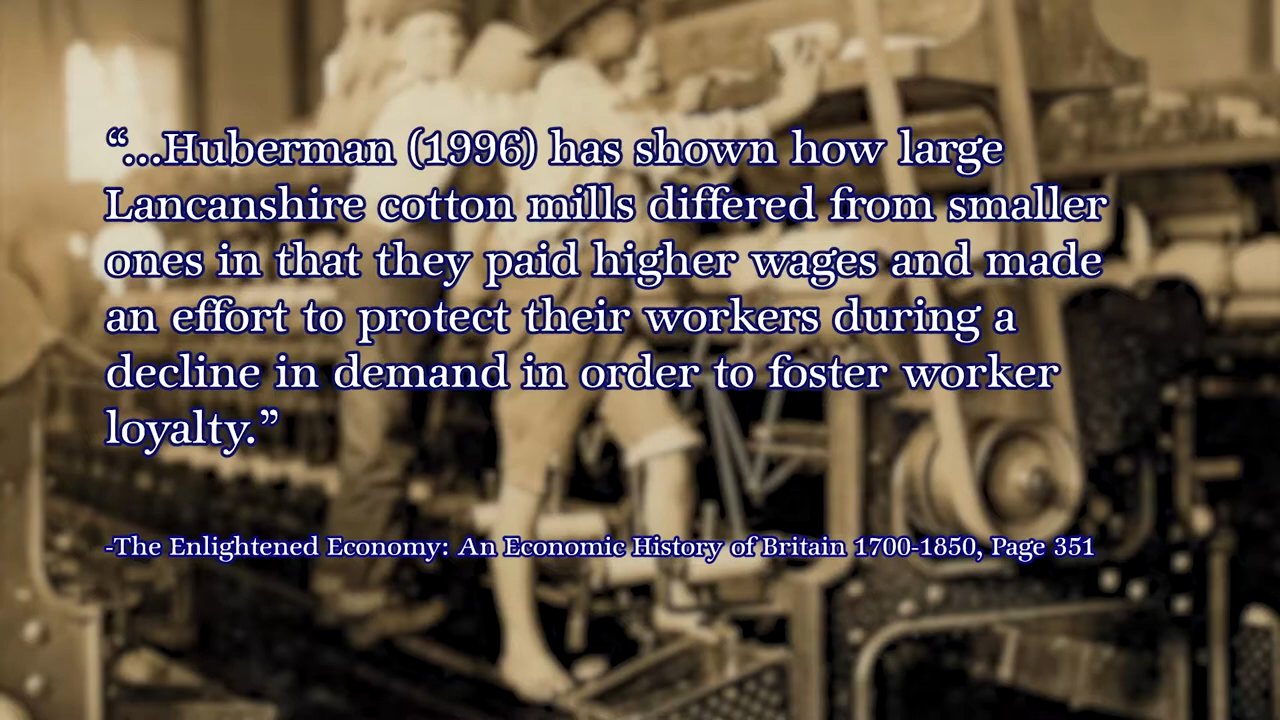 “...Huberman (1996) has shown how large
Lancanshire cotton mills differed from smaller
ones in that they paid higher wages and made
an effort to protect their workers during a
decline in demand in order to foster worker
loyalty.”
-The Enlightened Economy: An Economic History of Britain 1700-1850, Page 351